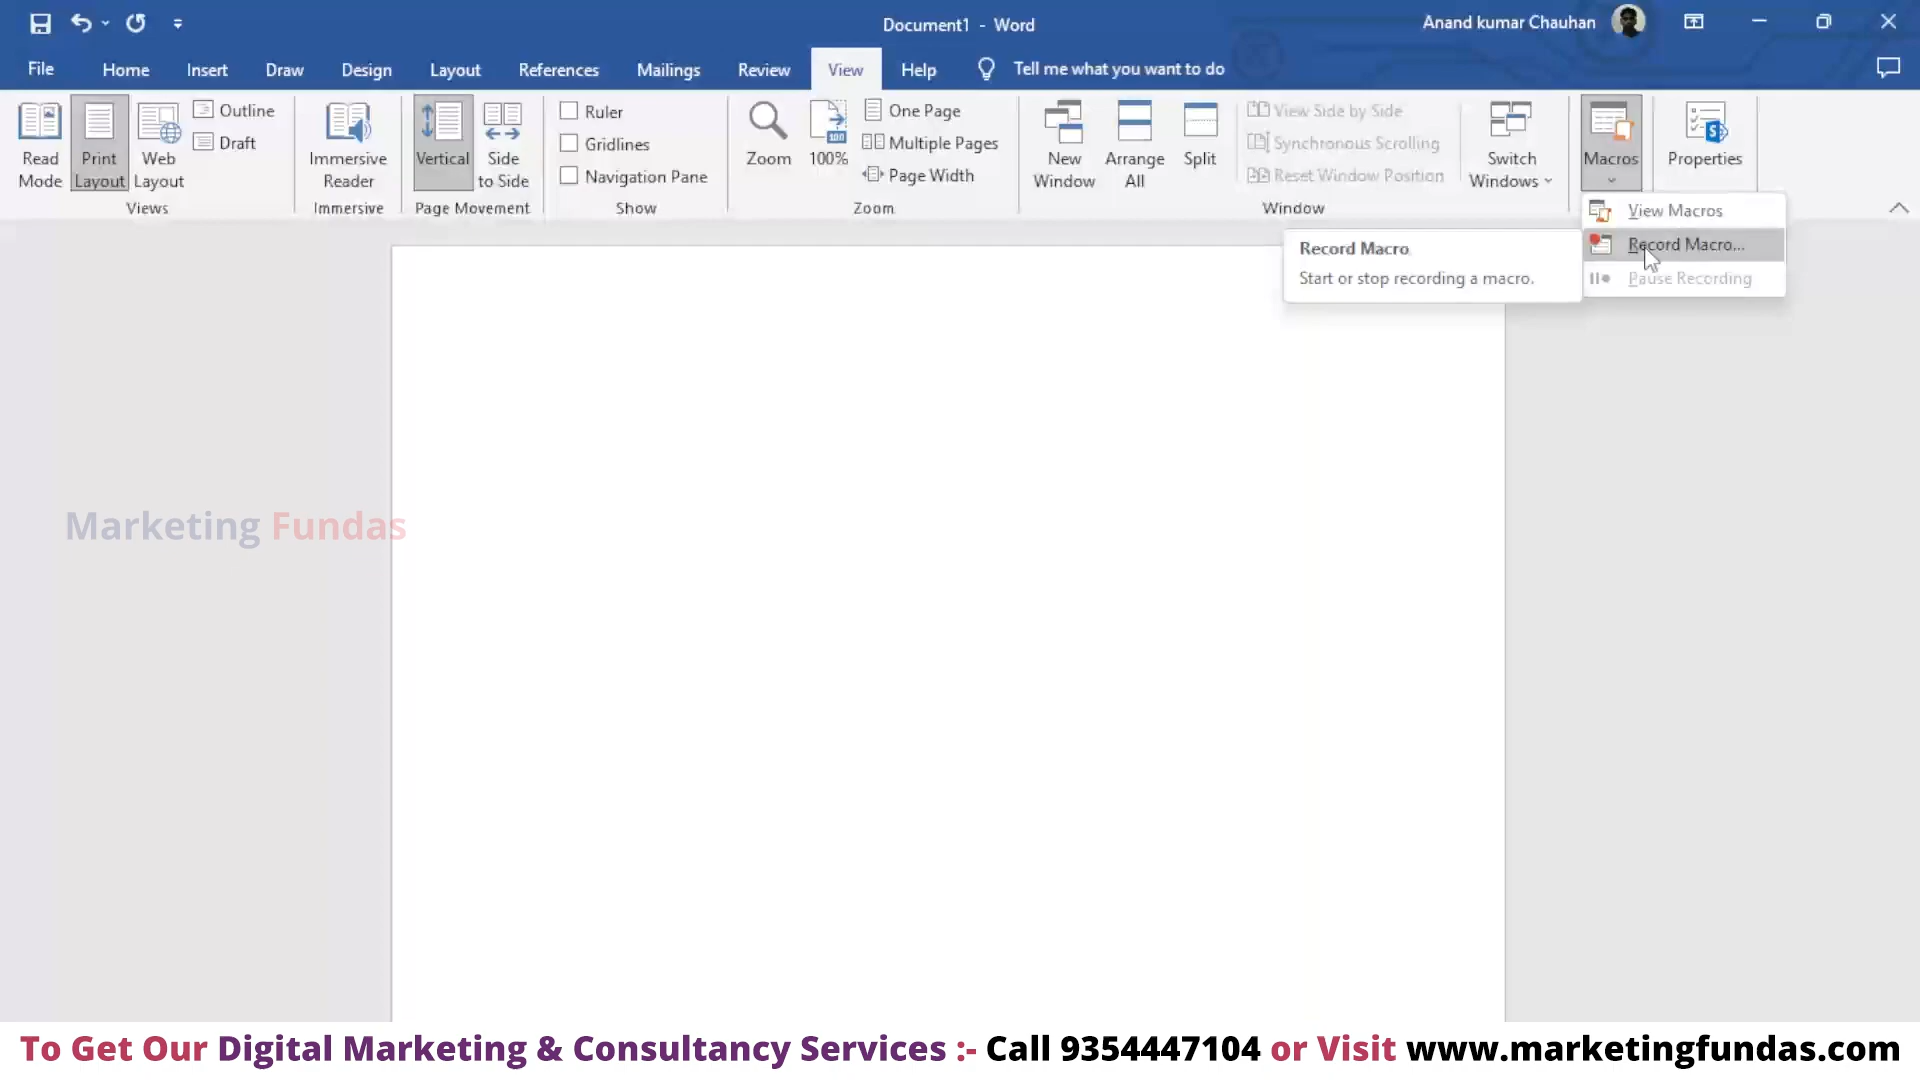 Document1 - Word
Anand kumar Chauhan
File Home Insert Draw Design Layout References Mailings Review View Help Tell me what you want to do
Read Mode
Print Layout
Web Layout
Outline
Draft
Views
Immersive Reader
Immersive
Vertical
Side to Side
Page Movement
Ruler
Gridlines
Navigation Pane
Show
Zoom
100%
One Page
Multiple Pages
Page Width
Zoom
New Window
Arrange All
Split
View Side by Side
Synchronous Scrolling
Reset Window Position
Switch Windows
Window
Macros
Properties
View Macros
Record Macro...
Pause Recording
Record Macro
Start or stop recording a macro.
Marketing Fundas
To Get Our Digital Marketing & Consultancy Services :- Call 9354447104 or Visit www.marketingfundas.com